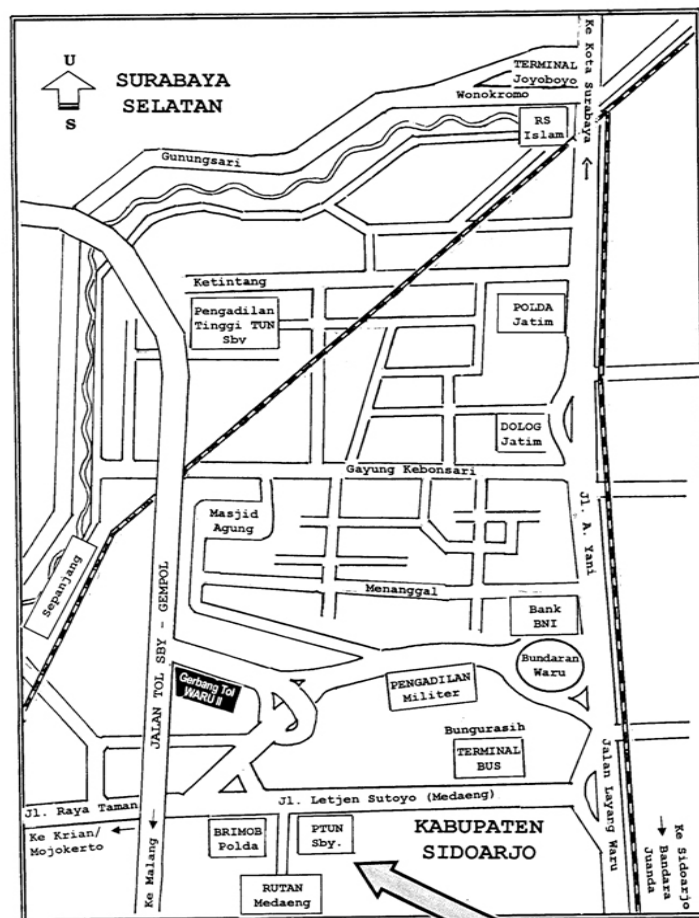 U
S
SURABAYA
SELATAN
TERMINAL
Joyoboyo
Wonokromo
Ke Kota Surabaya
RS
Islam
Gunungsari
Ketintang
Pengadilan
Tinggi TUN
Sby
POLDA
Jatim
DOLOG
Jatim
Gayung Kebonsari
Jl. A. Yani
Masjid
Agung
Sepanjang
Menanggal
Bank
BNI
JALAN TOL SBY - GEMPOL
Gerbang Tol
WARU II
PENGADILAN
Militer
Bundaran
Waru
Bungurasih
TERMINAL
BUS
Jalan Layang Waru
Jl. Raya Taman
Jl. Letjen Sutoyo (Medaeng)
Ke Krian/
Mojokerto
Ke Malang
BRIMOB
Polda
PTUN
Sby.
KABUPATEN
SIDOARJO
RUTAN
Medaeng
Ke Sidoarjo
Bandara
Juanda